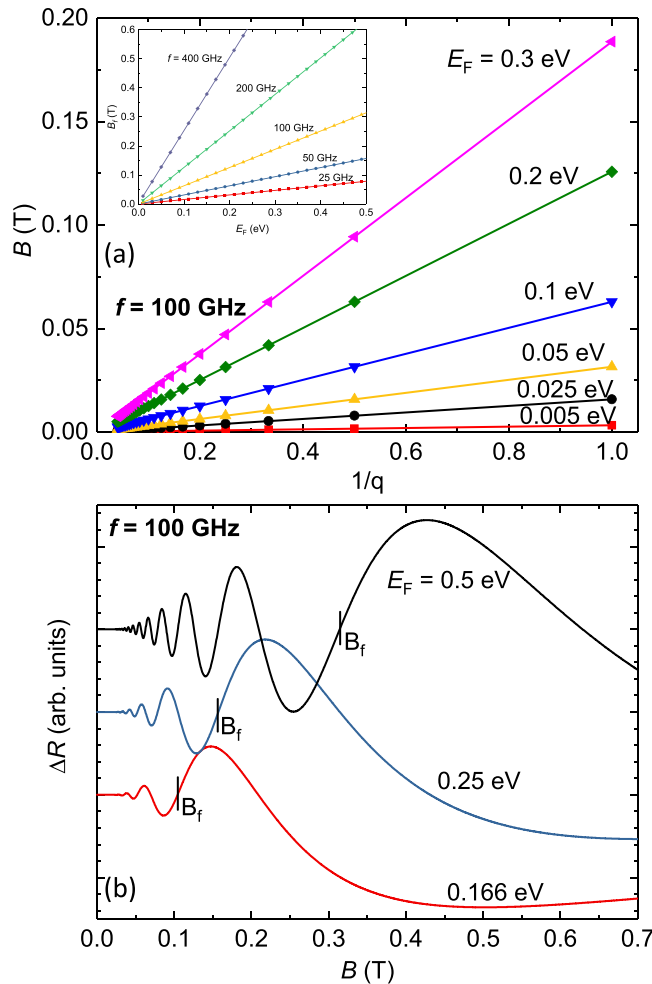 0.6
0.5
0.4
0.3
0.2
0.1
0.0
B_f (T)
f = 400 GHz
200 GHz
100 GHz
50 GHz
25 GHz
0.0 0.1 0.2 0.3 0.4 0.5
E_F (eV)
0.20
0.15
0.10
0.05
0.00
B (T)
E_F = 0.3 eV
0.2 eV
0.1 eV
0.05
0.025 eV
0.005 eV
(a)
f = 100 GHz
0.0 0.2 0.4 0.6 0.8 1.0
1/q
f = 100 GHz
E_F = 0.5 eV
B_f
B_f
0.25 eV
B_f
0.166 eV
ΔR (arb. units)
(b)
0.0 0.1 0.2 0.3 0.4 0.5 0.6 0.7
B (T)